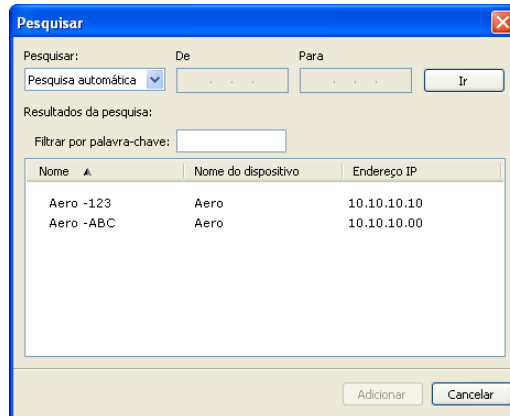 Pesquisar
Pesquisar: De Para
Pesquisa automática . . . . . . Ir
Resultados da pesquisa:
Filtrar por palavra-chave:
Nome Nome do dispositivo Endereço IP
Aero -123 Aero 10.10.10.10
Aero -ABC Aero 10.10.10.00
Adicionar Cancelar